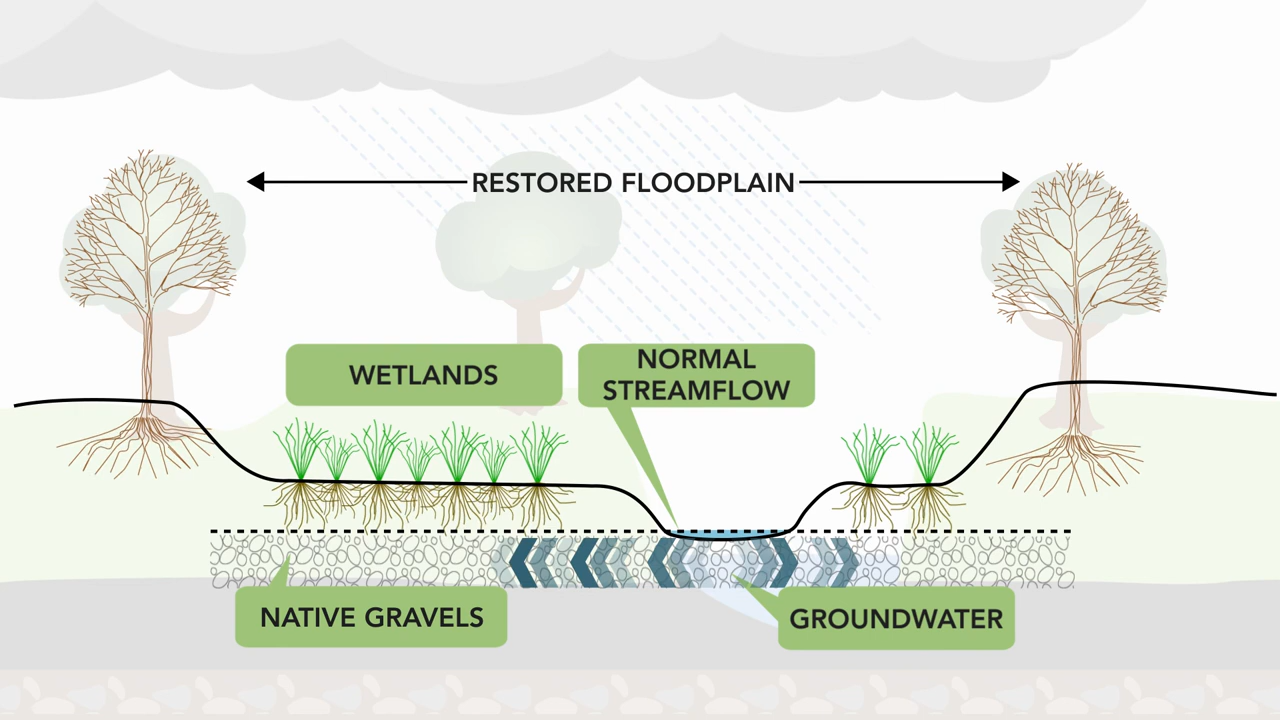 RESTORED FLOODPLAIN
WETLANDS
NORMAL
STREAMFLOW
NATIVE GRAVELS
GROUNDWATER